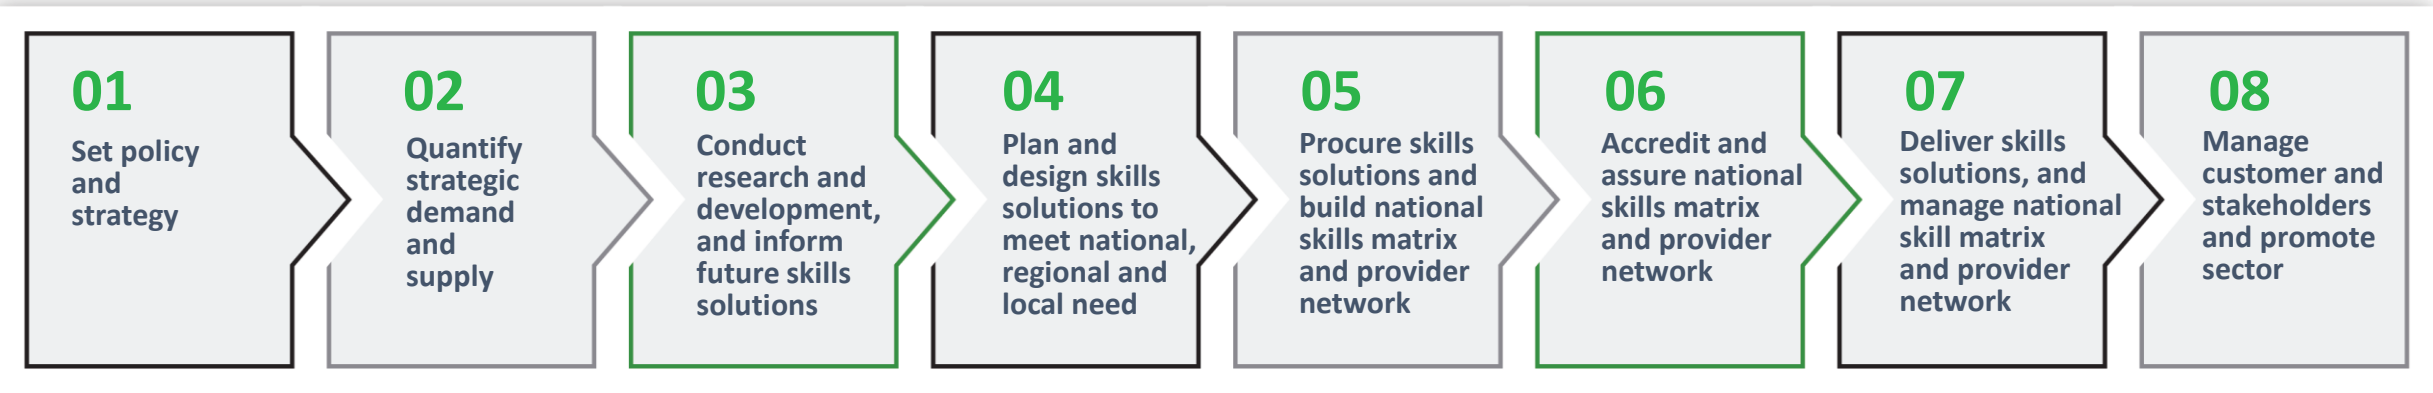 01
Set policy
and
strategy
02
Quantify
strategic
demand
and
supply
03
Conduct
research and
development,
and inform
future skills
solutions
04
Plan and
design skills
solutions to
meet national,
regional and
local need
05
Procure skills
solutions and
build national
skills matrix
and provider
network
06
Accredit and
assure national
skills matrix
and provider
network
07
Deliver skills
solutions, and
manage national
skill matrix
and provider
network
08
Manage
customer and
stakeholders
and promote
sector